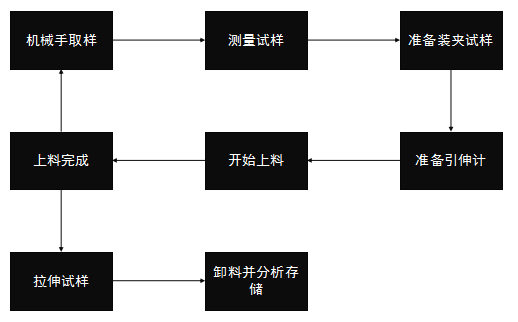 机械手取样
测量试样
准备装夹试样
上料完成
开始上料
准备引伸计
拉伸试样
卸料并分析存
储